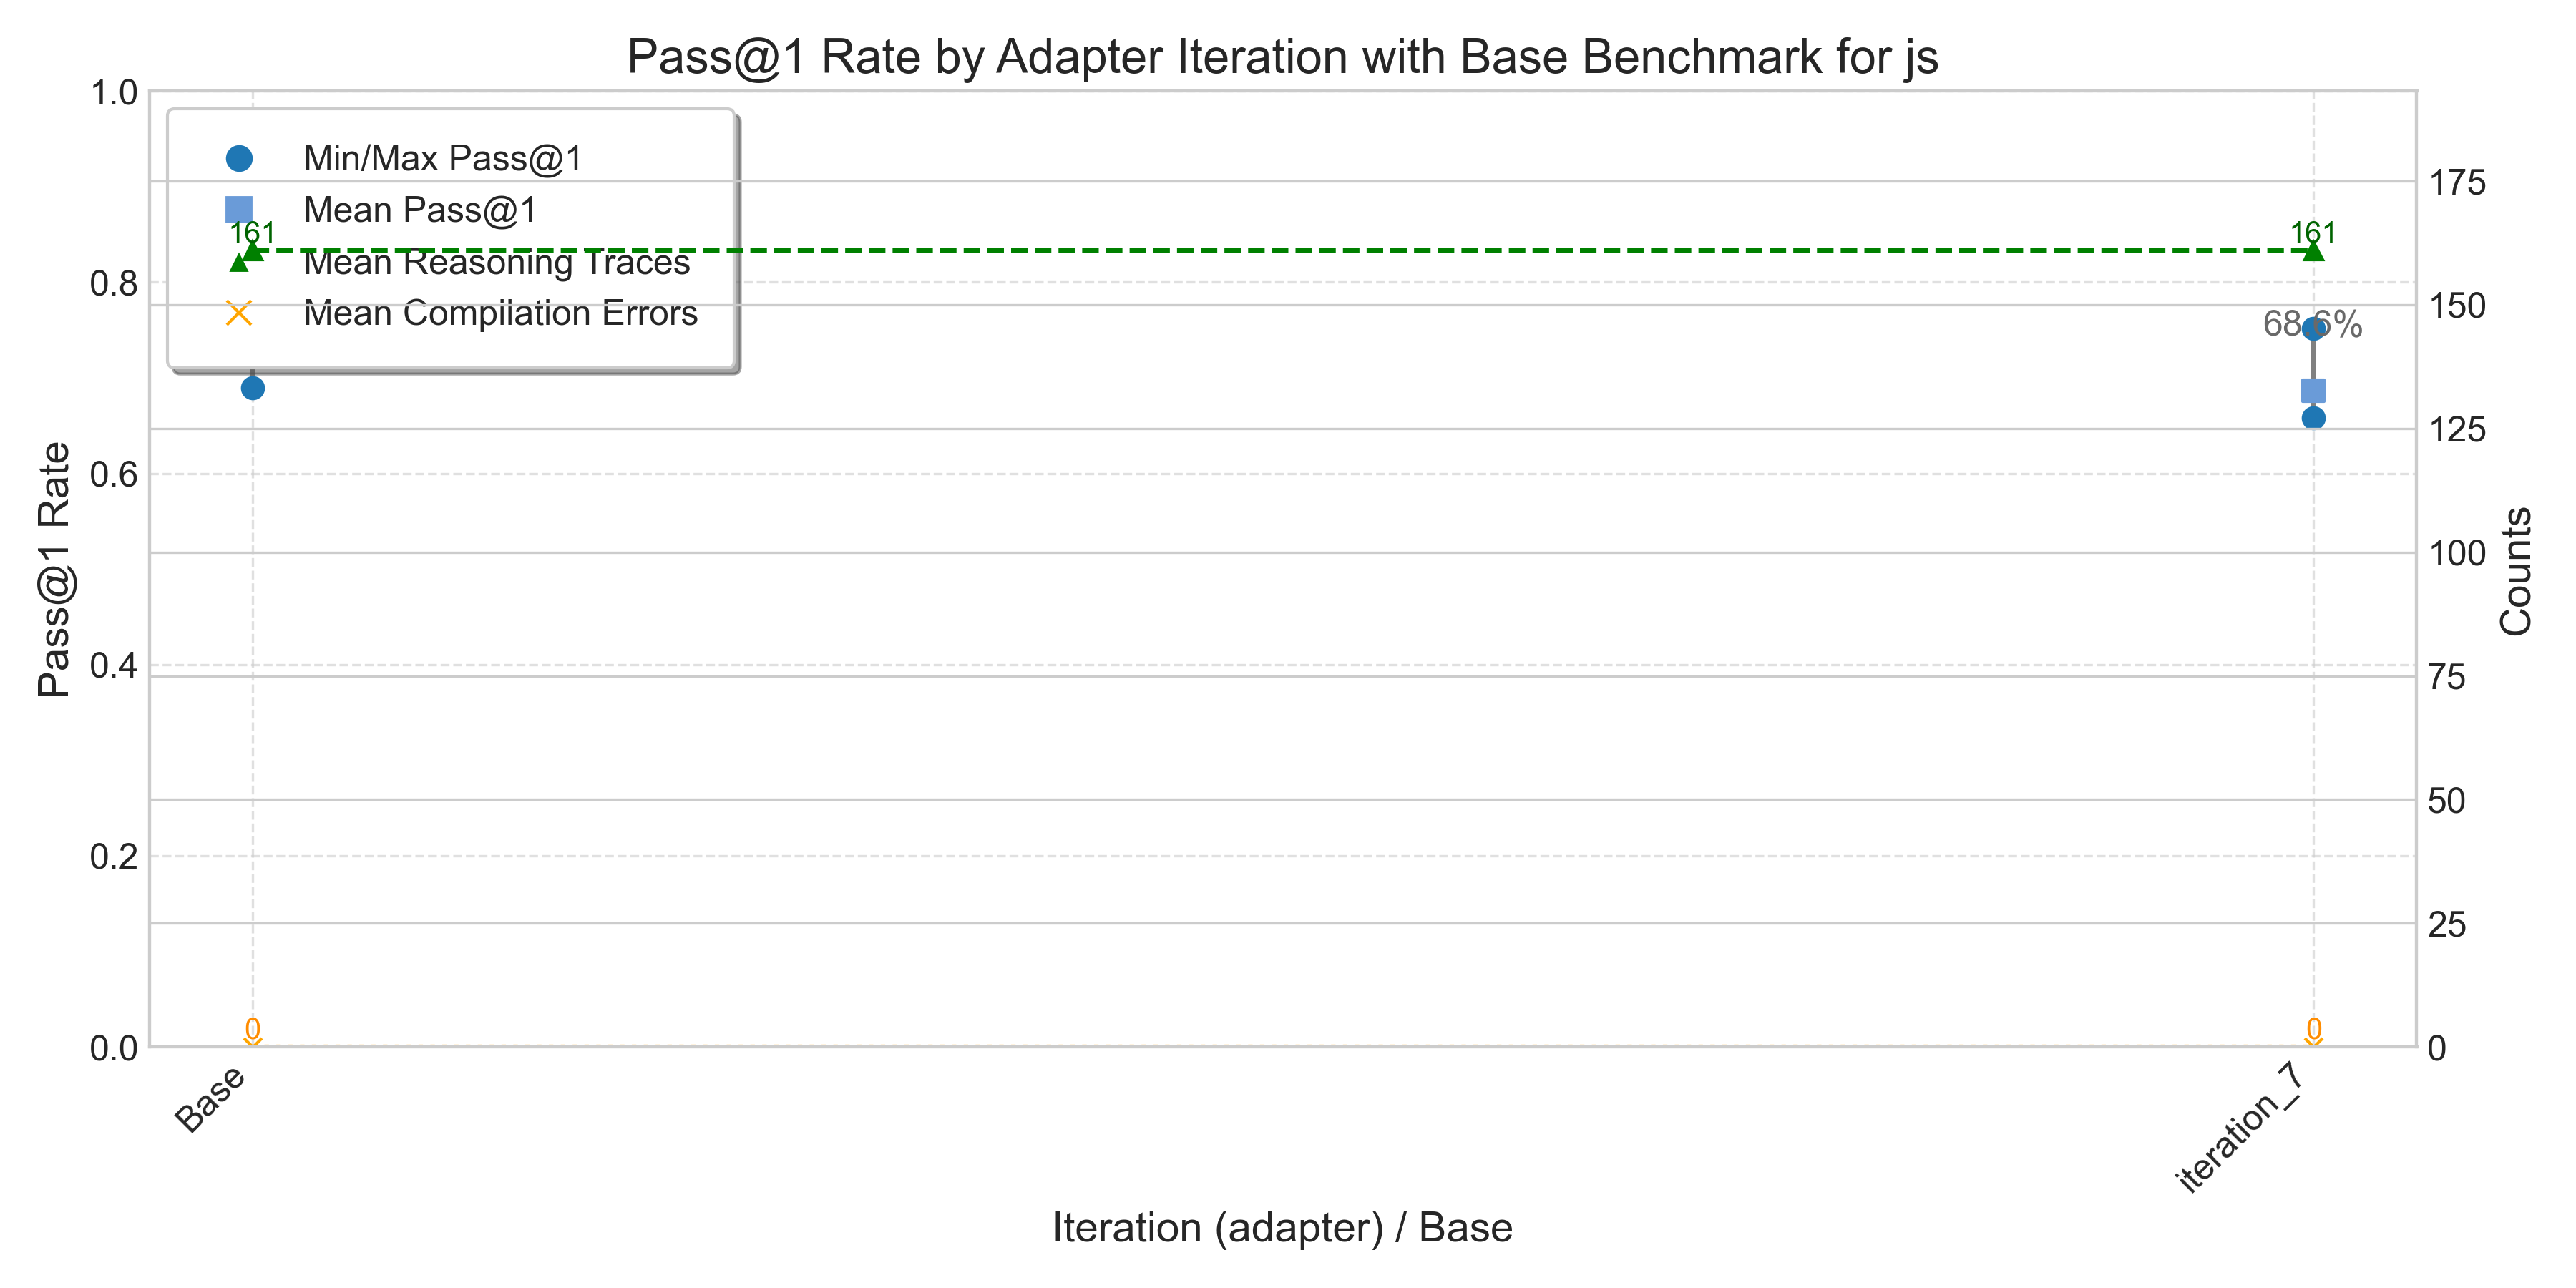 Pass@1 Rate by Adapter Iteration with Base Benchmark for js
1.0
0.8
0.6
0.4
0.2
0.0
Pass@1 Rate
Min/Max Pass@1
Mean Pass@1
Mean Reasoning Traces
Mean Compilation Errors
161
161
68.6%
0
0
175
150
125
100
75
50
25
0
Counts
Base
iteration_7
Iteration (adapter) / Base